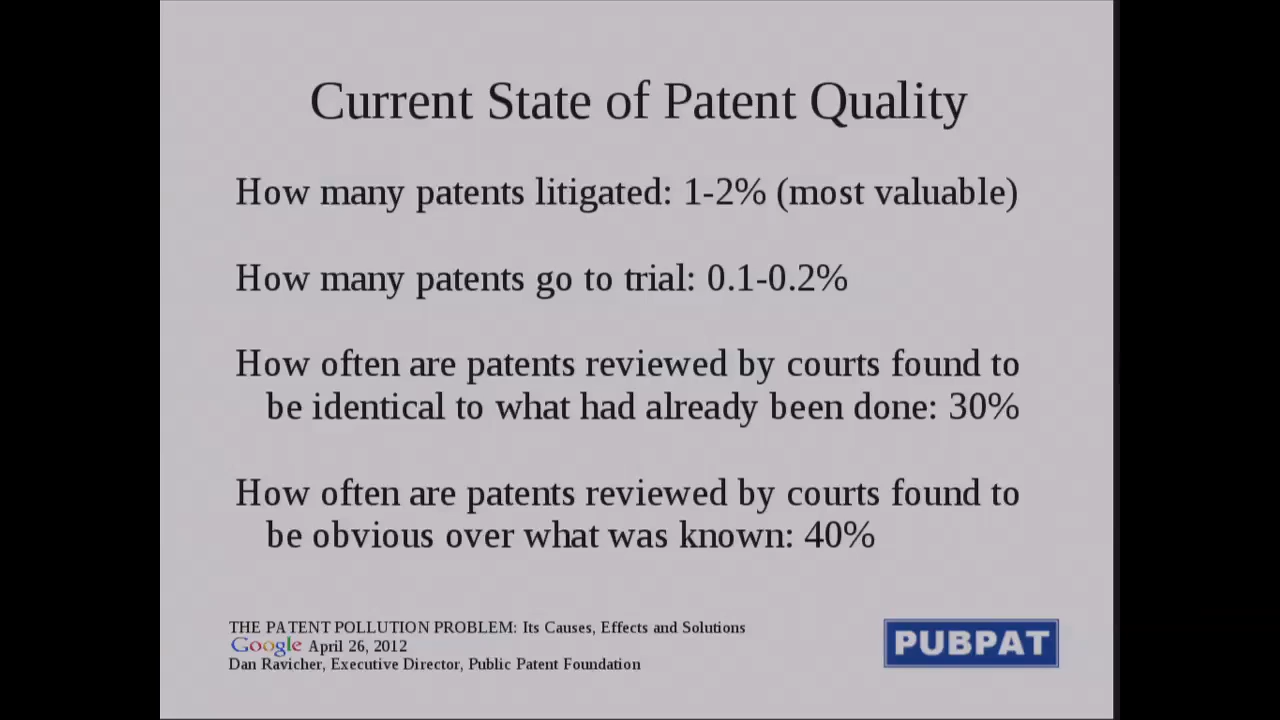 Current State of Patent Quality
How many patents litigated: 1-2% (most valuable)
How many patents go to trial: 0.1-0.2%
How often are patents reviewed by courts found to
be identical to what had already been done: 30%
How often are patents reviewed by courts found to
be obvious over what was known: 40%
THE PATENT POLLUTION PROBLEM: Its Causes, Effects and Solutions
Google April 26, 2012
Dan Ravicher, Executive Director, Public Patent Foundation
PUBPAT